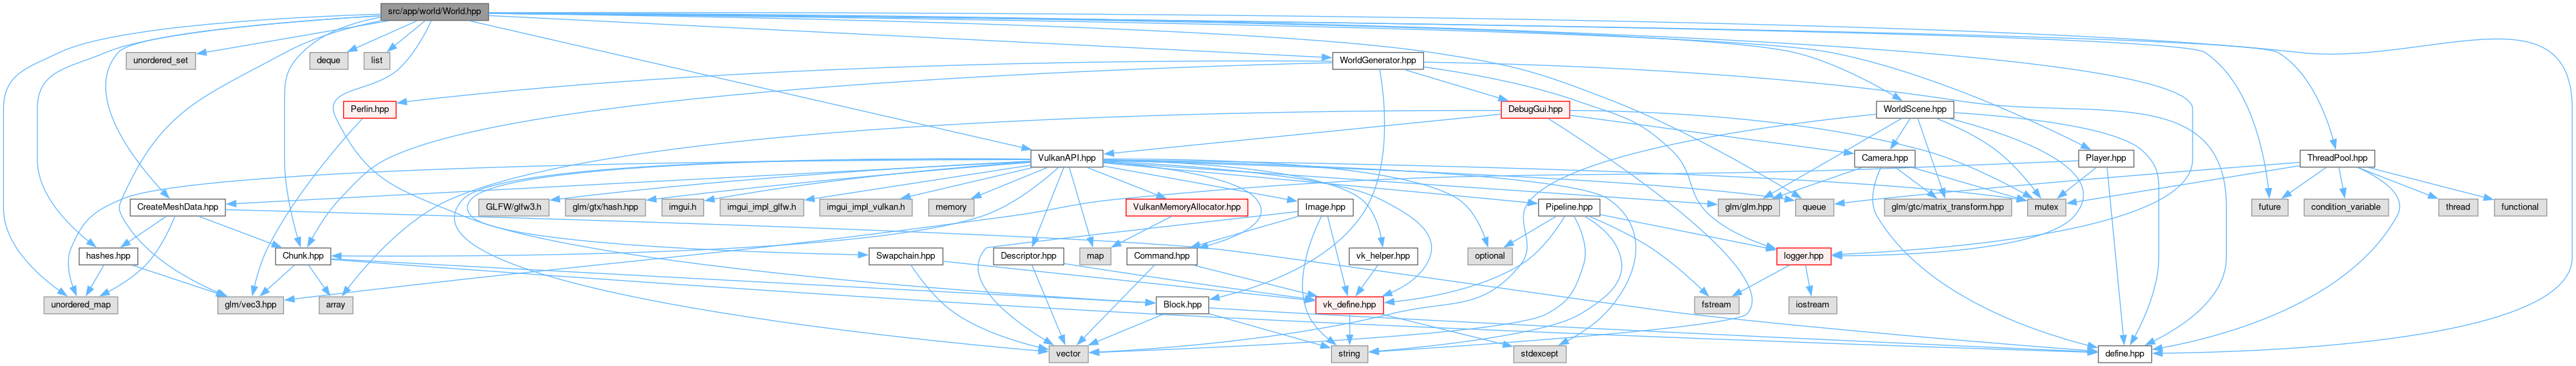 src/app/world/World.hpp
unordered_set
deque
list
WorldGenerator.hpp
Perlin.hpp
DebugGui.hpp
WorldScene.hpp
VulkanAPI.hpp
Camera.hpp
Player.hpp
ThreadPool.hpp
CreateMeshData.hpp
GLFW/glfw3.h
glm/gtx/hash.hpp
imgui.h
imgui_impl_glfw.h
imgui_impl_vulkan.h
memory
VulkanMemoryAllocator.hpp
Image.hpp
Pipeline.hpp
glm/glm.hpp
queue
glm/gtc/matrix_transform.hpp
mutex
future
condition_variable
thread
functional
hashes.hpp
Chunk.hpp
Swapchain.hpp
Descriptor.hpp
map
Command.hpp
vk_helper.hpp
optional
logger.hpp
unordered_map
glm/vec3.hpp
array
Block.hpp
vk_define.hpp
fstream
iostream
vector
string
stdexcept
define.hpp